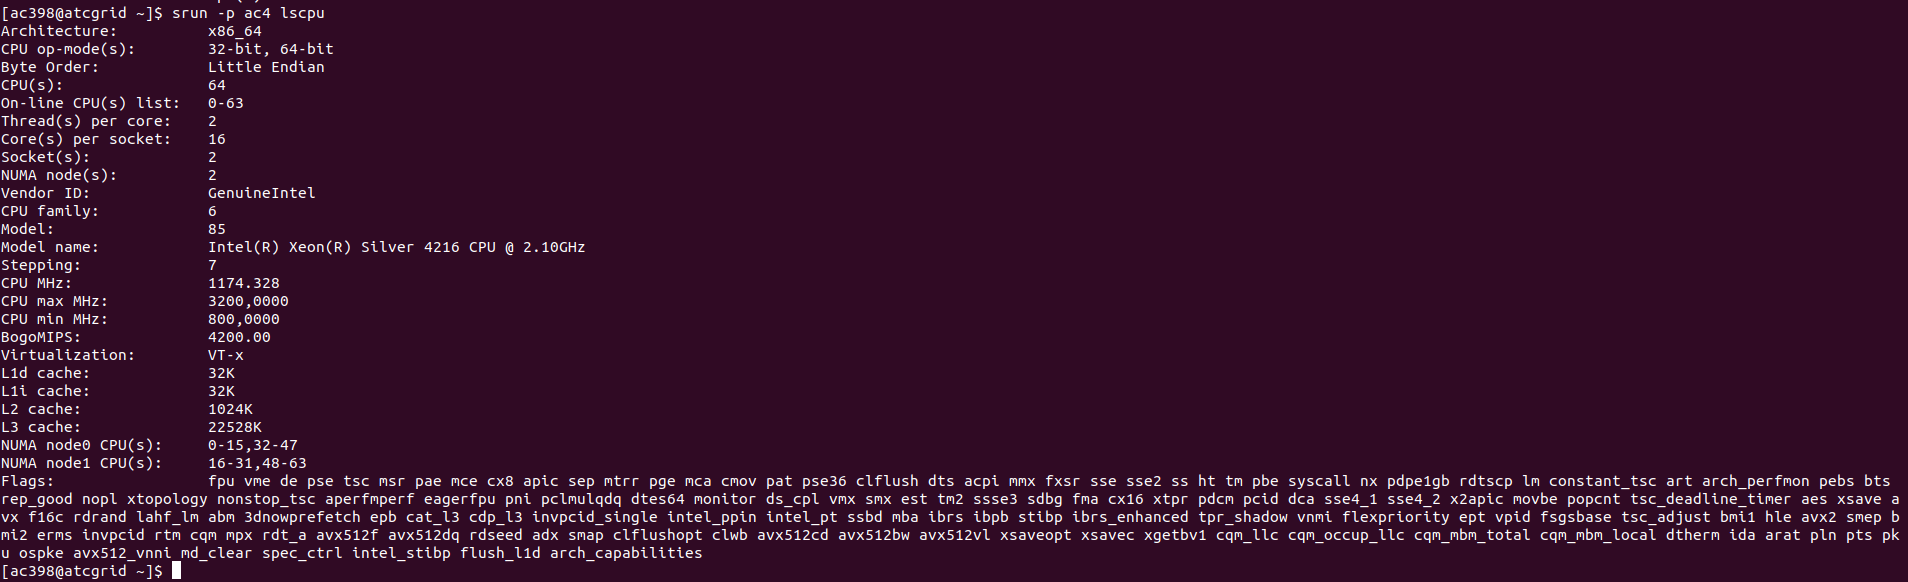 [ac398@atcgrid ~]$ srun -p ac4 lscpu
Architecture:          x86_64
CPU op-mode(s):        32-bit, 64-bit
Byte Order:            Little Endian
CPU(s):                64
On-line CPU(s) list:   0-63
Thread(s) per core:    2
Core(s) per socket:    16
Socket(s):             2
NUMA node(s):          2
Vendor ID:             GenuineIntel
CPU family:            6
Model:                 85
Model name:            Intel(R) Xeon(R) Silver 4216 CPU @ 2.10GHz
Stepping:              7
CPU MHz:               1174.328
CPU max MHz:           3200,0000
CPU min MHz:           800,0000
BogoMIPS:              4200.00
Virtualization:        VT-x
L1d cache:             32K
L1i cache:             32K
L2 cache:              1024K
L3 cache:              22528K
NUMA node0 CPU(s):     0-15,32-47
NUMA node1 CPU(s):     16-31,48-63
Flags:                 fpu vme de pse tsc msr pae mce cx8 apic sep mtrr pge mca cmov pat pse36 clflush dts acpi mmx fxsr sse sse2 ss ht tm pbe syscall nx pdpe1gb rdtscp lm constant_tsc art arch_perfmon pebs bts
rep_good nopl xtopology nonstop_tsc aperfmperf eagerfpu pni pclmulqdq dtes64 monitor ds_cpl vmx smx est tm2 ssse3 sdbg fma cx16 xtpr pdcm pcid dca sse4_1 sse4_2 x2apic movbe popcnt tsc_deadline_timer aes xsave a
vx f16c rdrand lahf_lm abm 3dnowprefetch epb cat_l3 cdp_l3 invpcid_single intel_ppin intel_pt ssbd mba ibrs ibpb stibp ibrs_enhanced tpr_shadow vnmi flexpriority ept vpid fsgsbase tsc_adjust bmi1 hle avx2 smep b
mi2 erms invpcid rtm cqm mpx rdt_a avx512f avx512dq rdseed adx smap clflushopt clwb avx512cd avx512bw avx512vl xsaveopt xsavec xgetbv1 cqm_llc cqm_occup_llc cqm_mbm_total cqm_mbm_local dtherm ida arat pln pts pk
u ospke avx512_vnni md_clear spec_ctrl intel_stibp flush_l1d arch_capabilities
[ac398@atcgrid ~]$